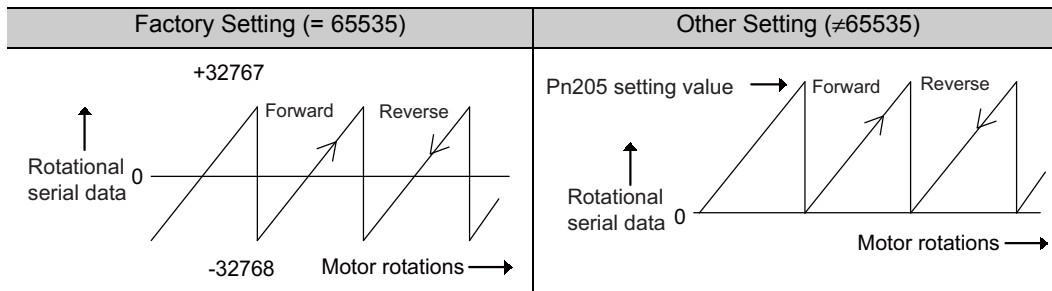 Factory Setting (= 65535)
Other Setting (≠65535)
+32767
Forward
Reverse
Rotational
serial data
0
-32768
Motor rotations
Pn205 setting value
Forward
Reverse
Rotational
serial data
0
Motor rotations